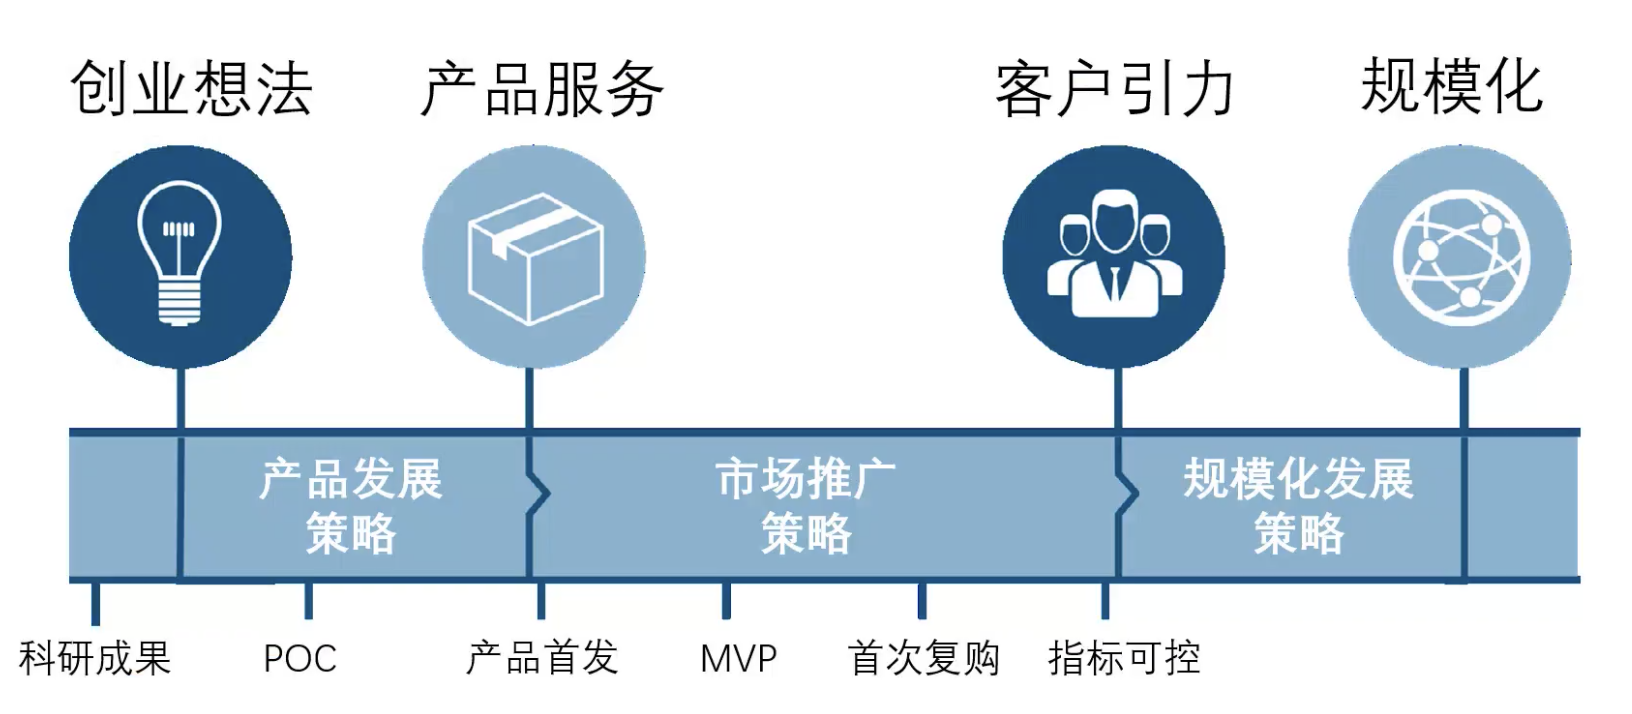 创业想法 产品服务 客户引力 规模化
产品发展 市场推广 规模化发展
策略 策略 策略
科研成果 POC 产品首发 MVP 首次复购 指标可控